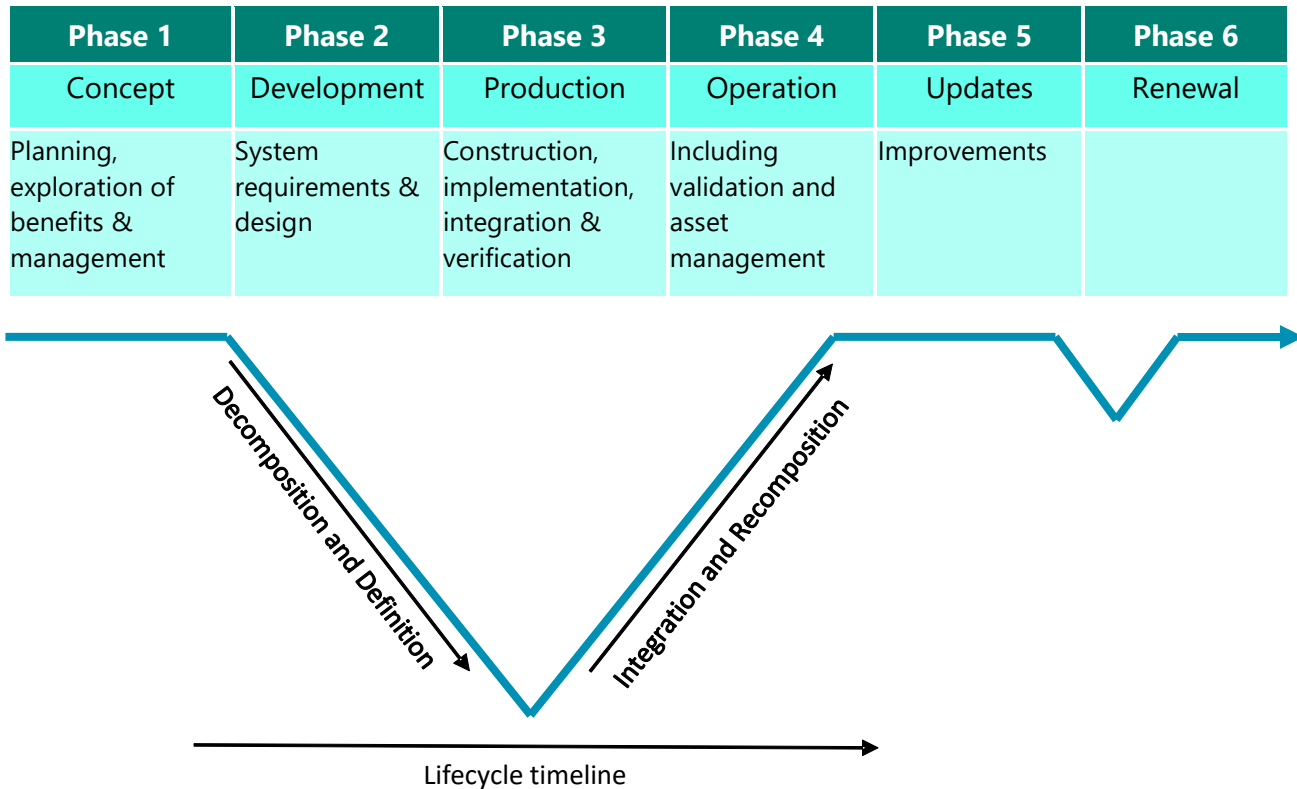 Phase 1
Phase 2
Phase 3
Phase 4
Phase 5
Phase 6
Concept
Development
Production
Operation
Updates
Renewal
Planning,
exploration of
benefits &
management
System
requirements &
design
Construction,
implementation,
integration &
verification
Including
validation and
asset
management
Improvements
Decomposition and Definition
Integration and Recomposition
Lifecycle timeline